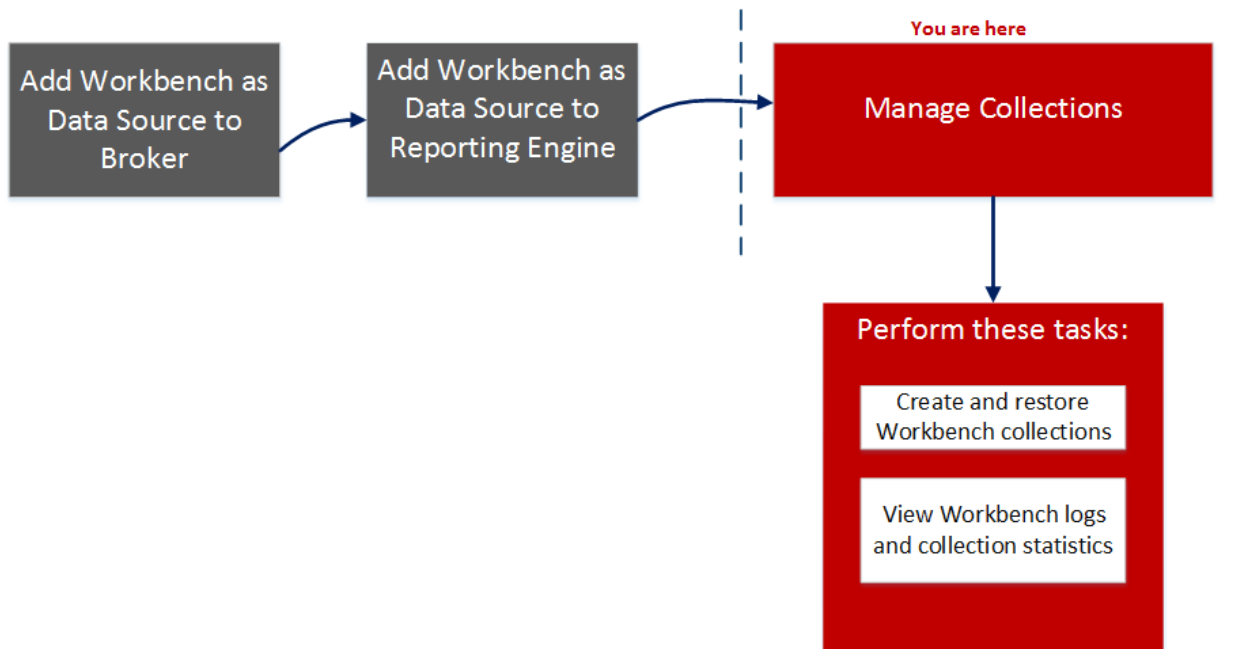 You are here
Add Workbench as
Data Source to
Broker
Add Workbench as
Data Source to
Reporting Engine
Manage Collections
Perform these tasks:
Create and restore
Workbench collections
View Workbench logs
and collection statistics